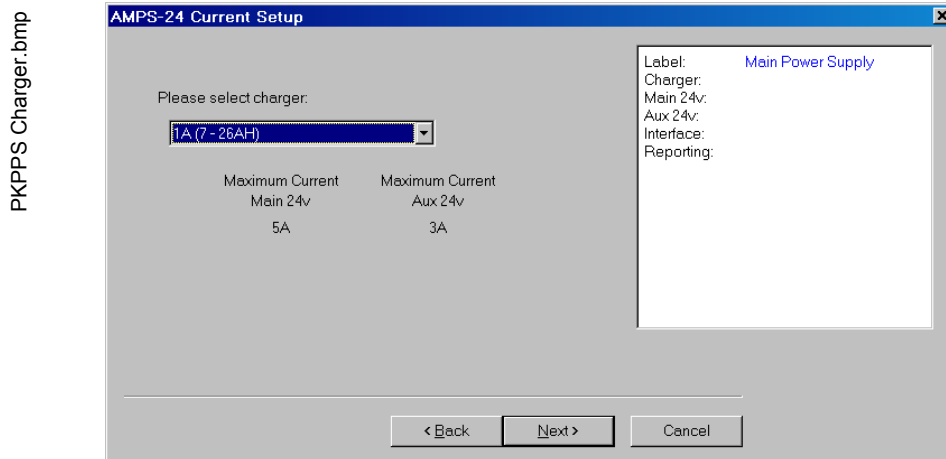 PKPPS Charger.bmp
AMPS-24 Current Setup
Please select charger:
1A (7 - 26AH)
Maximum Current Maximum Current
Main 24v Aux 24v
5A 3A
Label: Main Power Supply
Charger:
Main 24v:
Aux 24v:
Interface:
Reporting:
< Back Next > Cancel